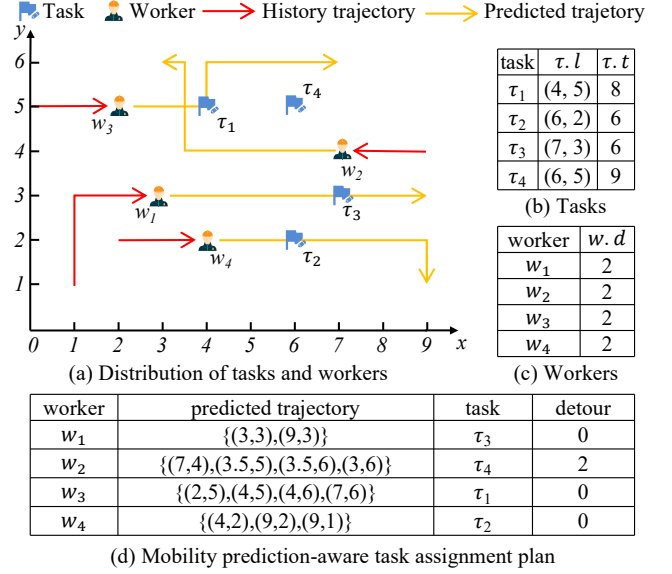 Task Worker History trajectory Predicted trajetory
y
6
5
4
3
2
1
0 1 2 3 4 5 6 7 9 x
w3
τ1
τ4
w2
w1
τ3
w4
τ2
(a) Distribution of tasks and workers
task τ.l τ.t
τ1 (4, 5) 8
τ2 (6, 2) 6
τ3 (7, 3) 6
τ4 (6, 5) 9
(b) Tasks
worker w.d
w1 2
w2 2
w3 2
w4 2
(c) Workers
worker predicted trajectory task detour
w1 {(3,3),(9,3)} τ3 0
w2 {(7,4),(3.5,5),(3.5,6),(3,6)} τ4 2
w3 {(2,5),(4,5),(4,6),(7,6)} τ1 0
w4 {(4,2),(9,2),(9,1)} τ2 0
(d) Mobility prediction-aware task assignment plan